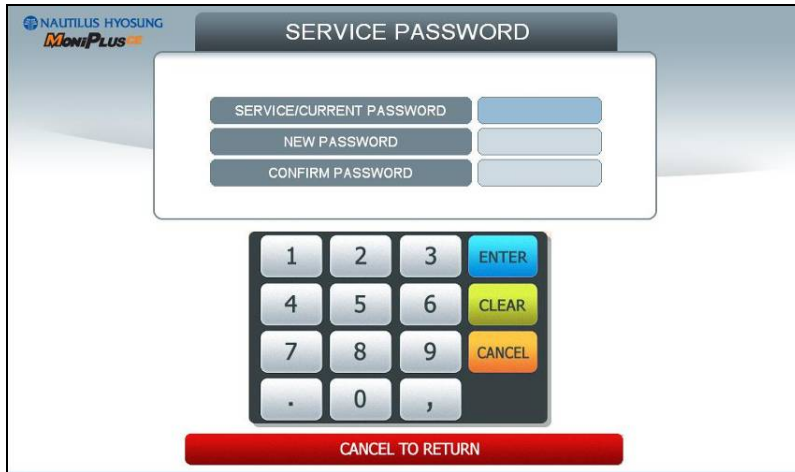 NAUTILUS HYOSUNG
MoniPlus CE
SERVICE PASSWORD
SERVICE/CURRENT PASSWORD
NEW PASSWORD
CONFIRM PASSWORD
1 2 3 ENTER
4 5 6 CLEAR
7 8 9 CANCEL
. 0 ,
CANCEL TO RETURN